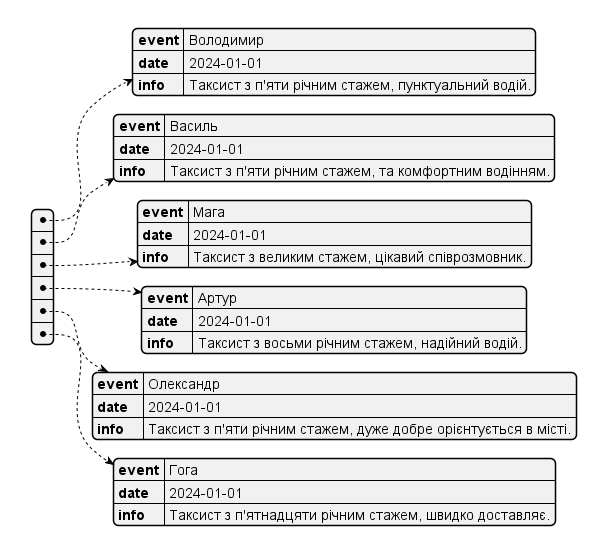 event Володимир
date 2024-01-01
info Таксист з п'яти річним стажем, пунктуальний водій.
event Василь
date 2024-01-01
info Таксист з п'яти річним стажем, та комфортним водінням.
event Мага
date 2024-01-01
info Таксист з великим стажем, цікавий співрозмовник.
event Артур
date 2024-01-01
info Таксист з восьми річним стажем, надійний водій.
event Олександр
date 2024-01-01
info Таксист з п'яти річним стажем, дуже добре орієнтується в місті.
event Гога
date 2024-01-01
info Таксист з п'ятнадцяти річним стажем, швидко доставляє.